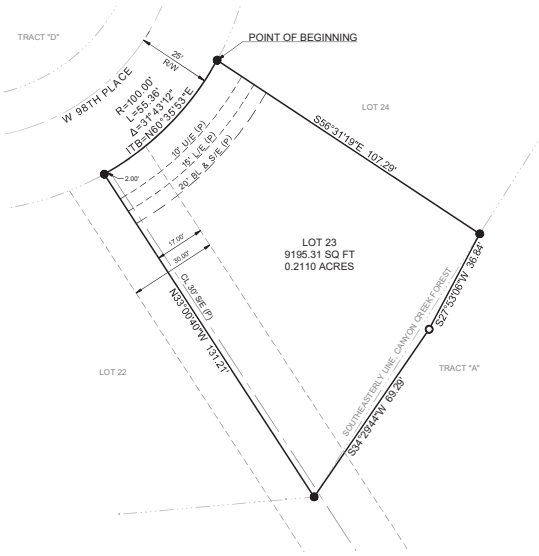 TRACT "D"
POINT OF BEGINNING
25'
R/W
W 98TH PLACE
R=100.00'
L=55.36'
Δ=31°43'12"
ITB=N60°35'53"E
LOT 24
S56°31'19"E 107.29'
10' U/E (P)
15' L/E (P)
20' BL & S/E (P)
2.00'
17.00'
30.00'
CL 30' S/E (P)
N33°00'40"W 131.21'
LOT 23
9195.31 SQ FT
0.2110 ACRES
S27°53'06"W 36.84'
SOUTHEASTERLY LINE, CANYON CREEK FOREST
S34°29'44"W 69.29'
TRACT "A"
LOT 22